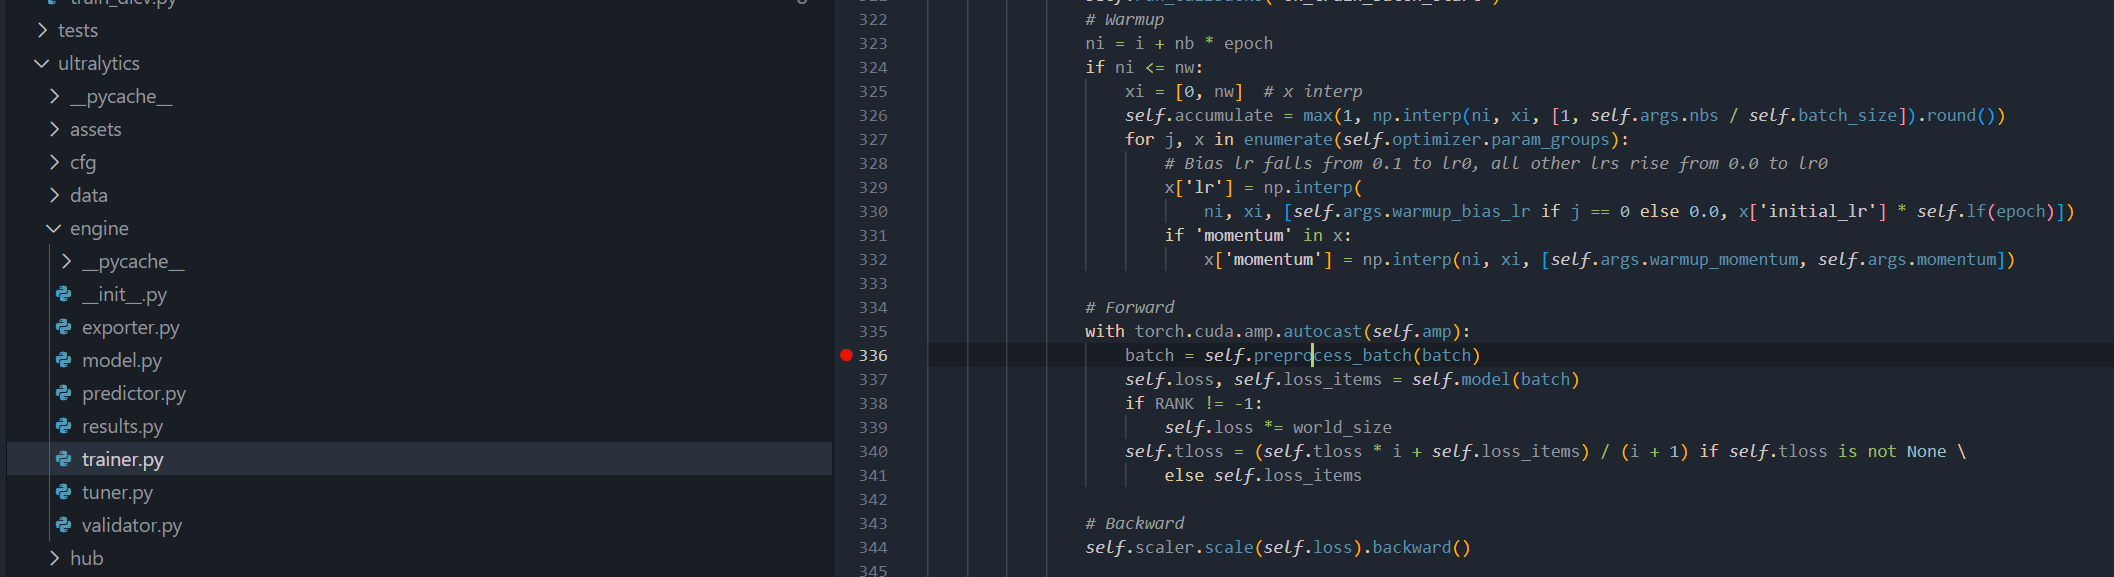 train_dicv.py
tests
ultralytics
__pycache__
assets
cfg
data
engine
__pycache__
__init__.py
exporter.py
model.py
predictor.py
results.py
trainer.py
tuner.py
validator.py
hub
322 # Warmup
323 ni = i + nb * epoch
324 if ni <= nw:
325 xi = [0, nw]  # x interp
326 self.accumulate = max(1, np.interp(ni, xi, [1, self.args.nbs / self.batch_size]).round())
327 for j, x in enumerate(self.optimizer.param_groups):
328 # Bias lr falls from 0.1 to lr0, all other lrs rise from 0.0 to lr0
329 x['lr'] = np.interp(
330 ni, xi, [self.args.warmup_bias_lr if j == 0 else 0.0, x['initial_lr'] * self.lf(epoch)])
331 if 'momentum' in x:
332 x['momentum'] = np.interp(ni, xi, [self.args.warmup_momentum, self.args.momentum])
333
334 # Forward
335 with torch.cuda.amp.autocast(self.amp):
336 batch = self.preprocess_batch(batch)
337 self.loss, self.loss_items = self.model(batch)
338 if RANK != -1:
339 self.loss *= world_size
340 self.tloss = (self.tloss * i + self.loss_items) / (i + 1) if self.tloss is not None \
341 else self.loss_items
342
343 # Backward
344 self.scaler.scale(self.loss).backward()
345